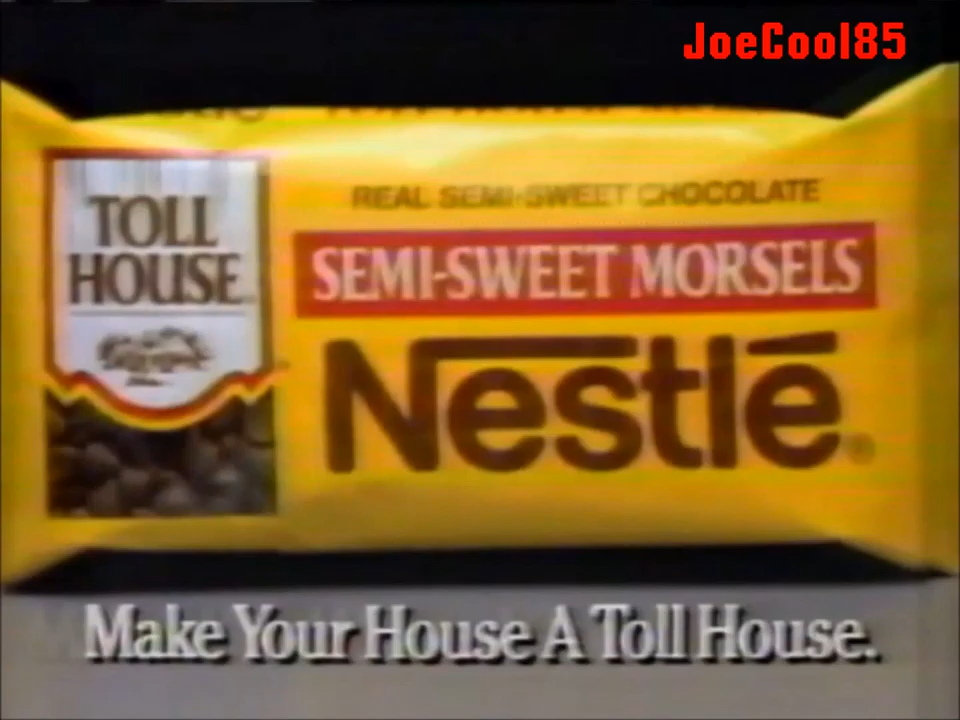 JoeCool85
REAL SEMI-SWEET CHOCOLATE
TOLL
HOUSE
SEMI-SWEET MORSELS
Nestlé®
Make Your House A Toll House.